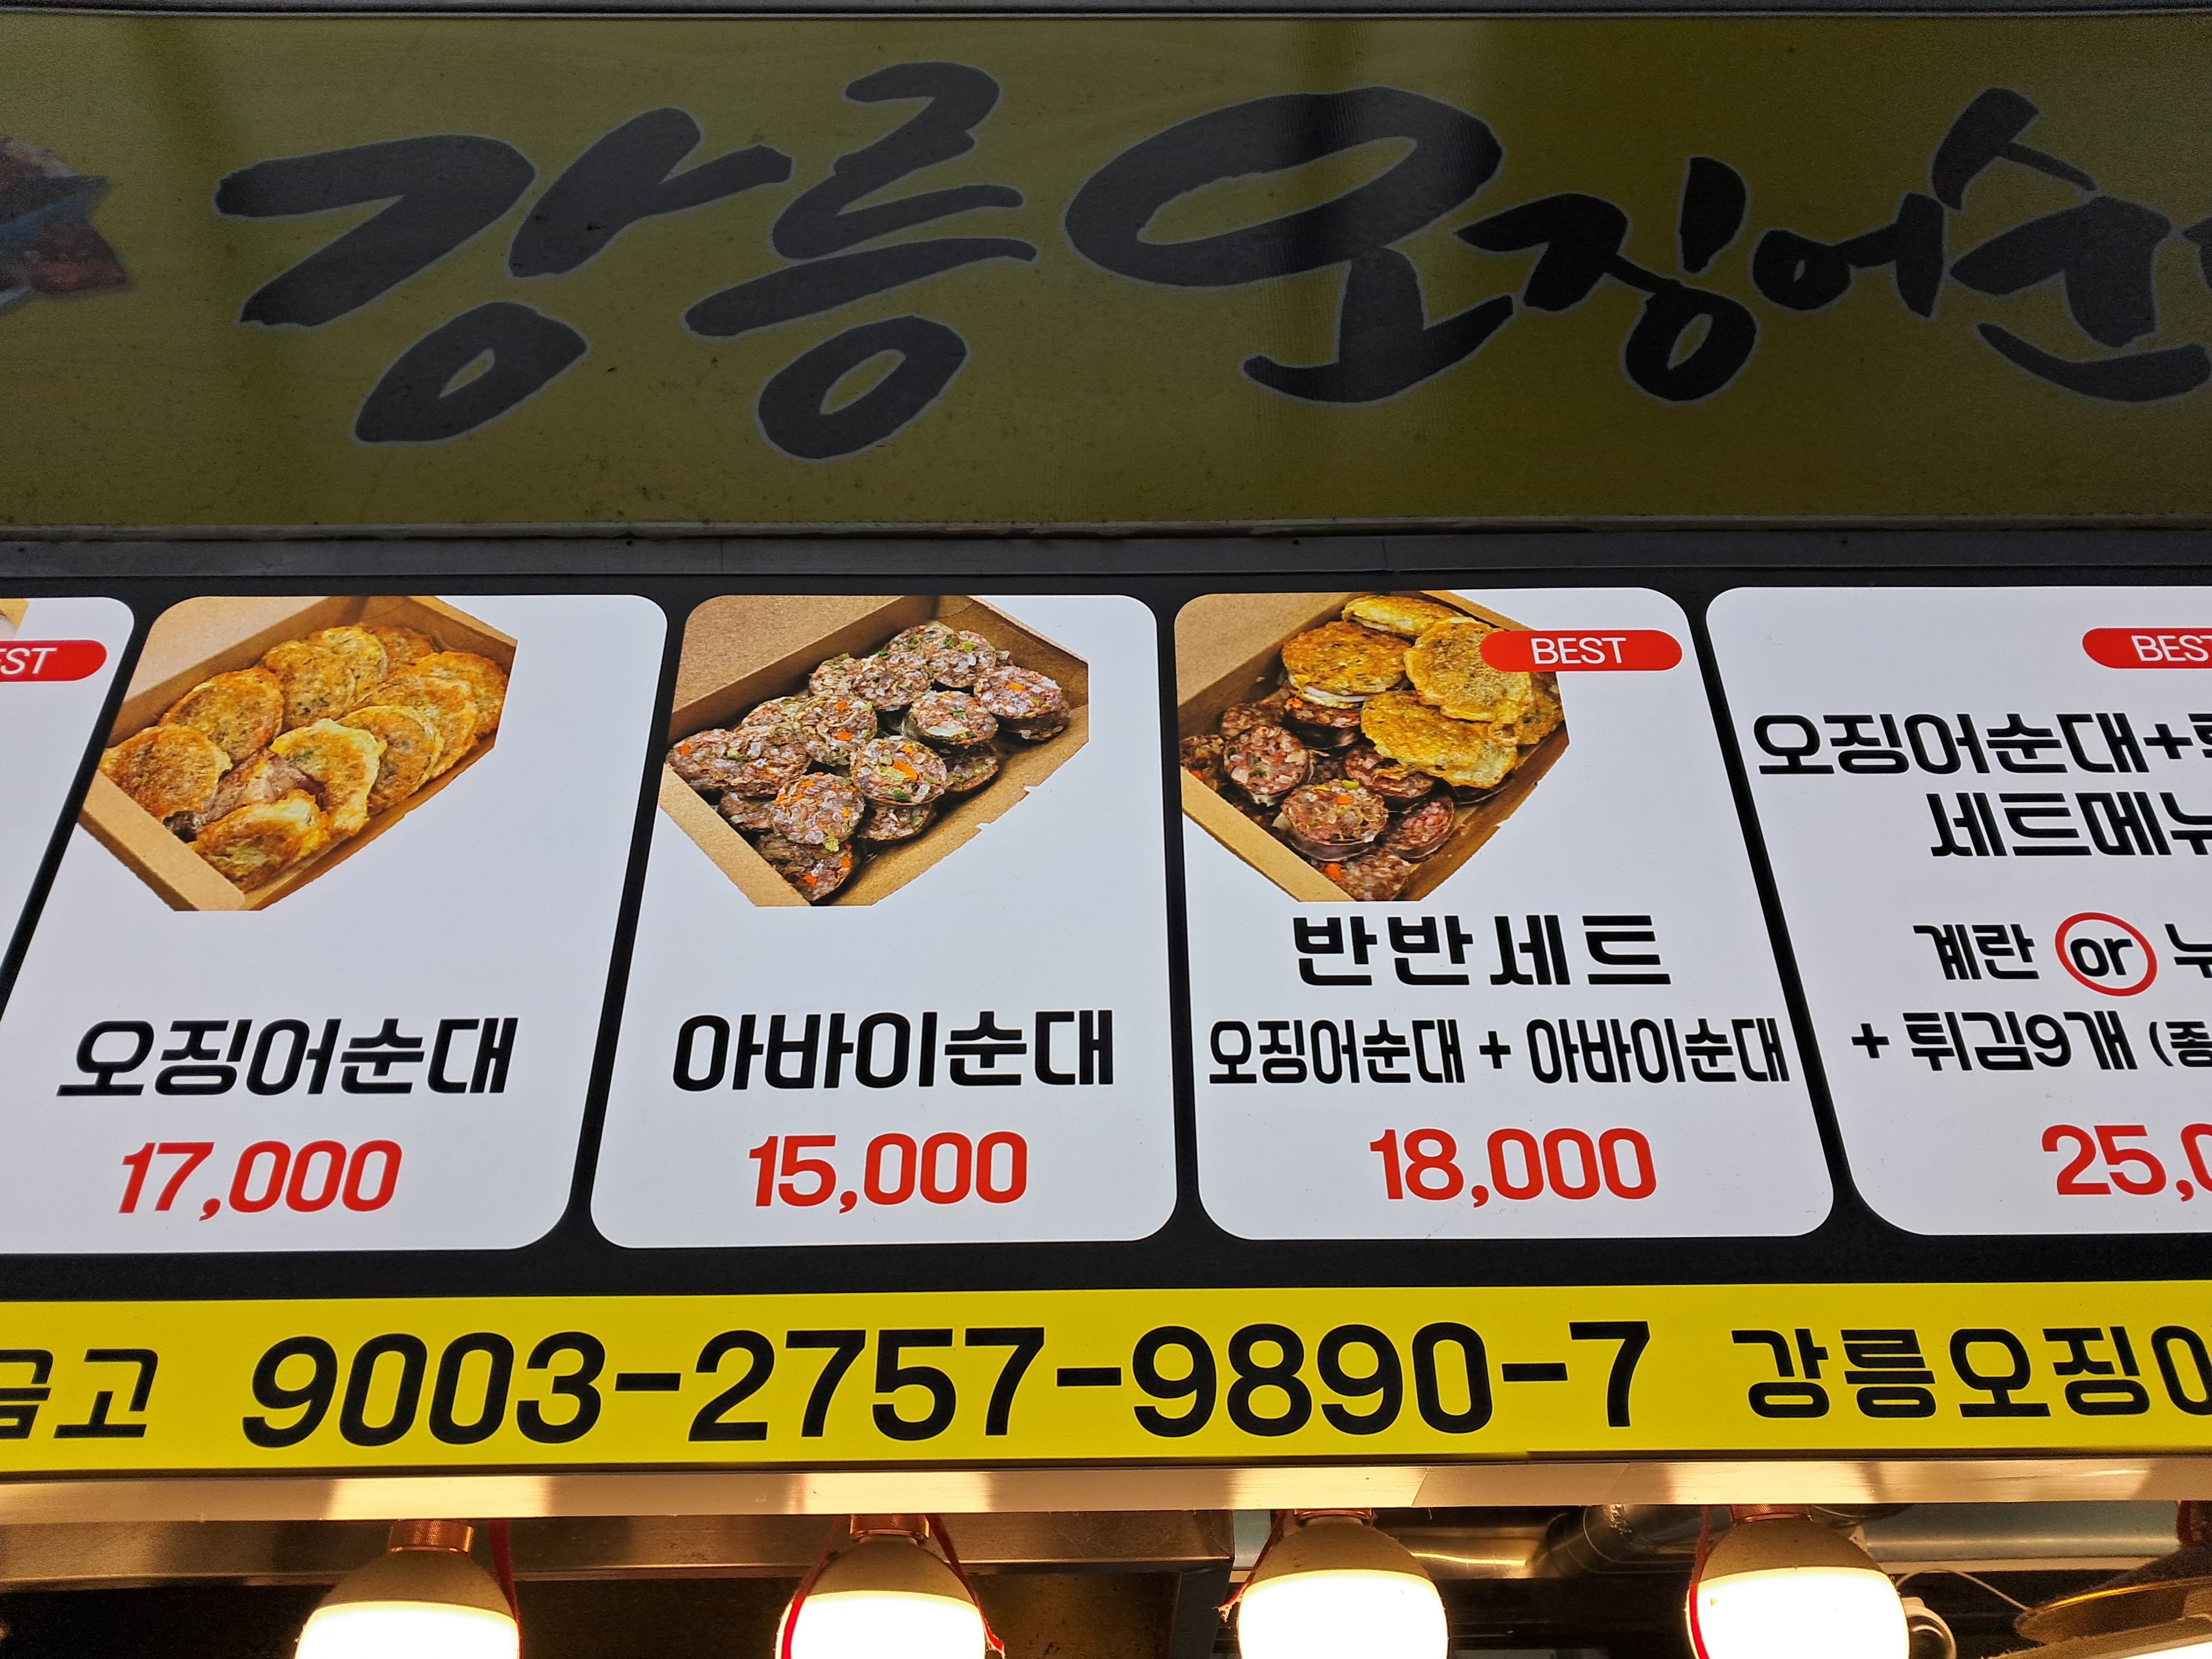 강릉오징어순
BEST
오징어순대
17,000
아바이순대
15,000
BEST
반반세트
오징어순대 + 아바이순대
18,000
BEST
오징어순대+
세트메뉴
계란 or
+ 튀김9개
25,0
금고 9003-2757-9890-7 강릉오징어